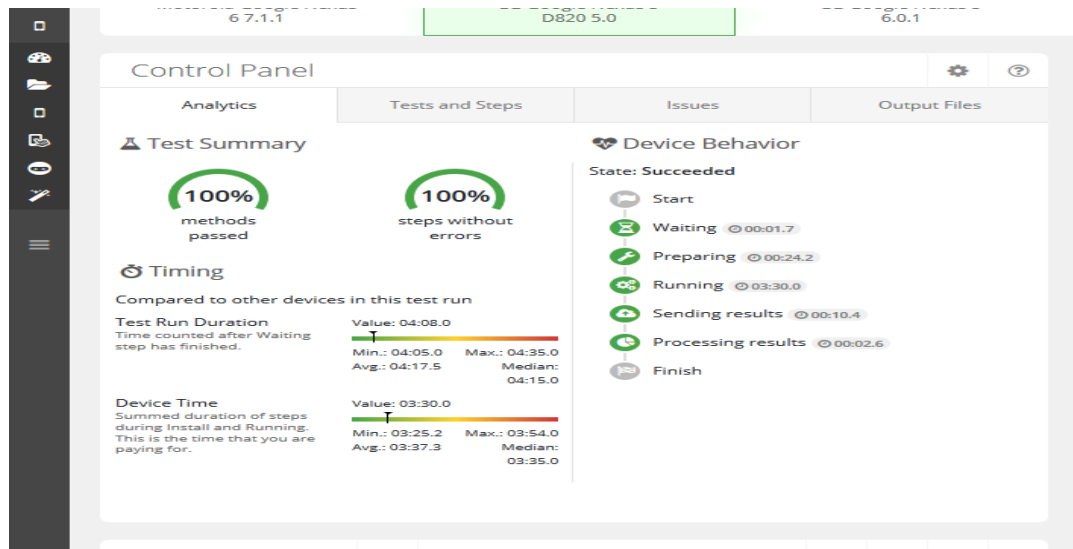 6 7.1.1
D820 5.0
6.0.1
Control Panel
Analytics
Tests and Steps
Issues
Output Files
Test Summary
100%
methods
passed
100%
steps without
errors
Timing
Compared to other devices in this test run
Test Run Duration
Time counted after Waiting
step has finished.
Value: 04:08.0
Min.: 04:05.0 Max.: 04:35.0
Avg.: 04:17.5 Median:
04:15.0
Device Time
Summed duration of steps
during Install and Running.
This is the time that you are
paying for.
Value: 03:30.0
Min.: 03:25.2 Max.: 03:54.0
Avg.: 03:37.3 Median:
03:35.0
Device Behavior
State: Succeeded
Start
Waiting 00:01.7
Preparing 00:24.2
Running 03:30.0
Sending results 00:10.4
Processing results 00:02.6
Finish